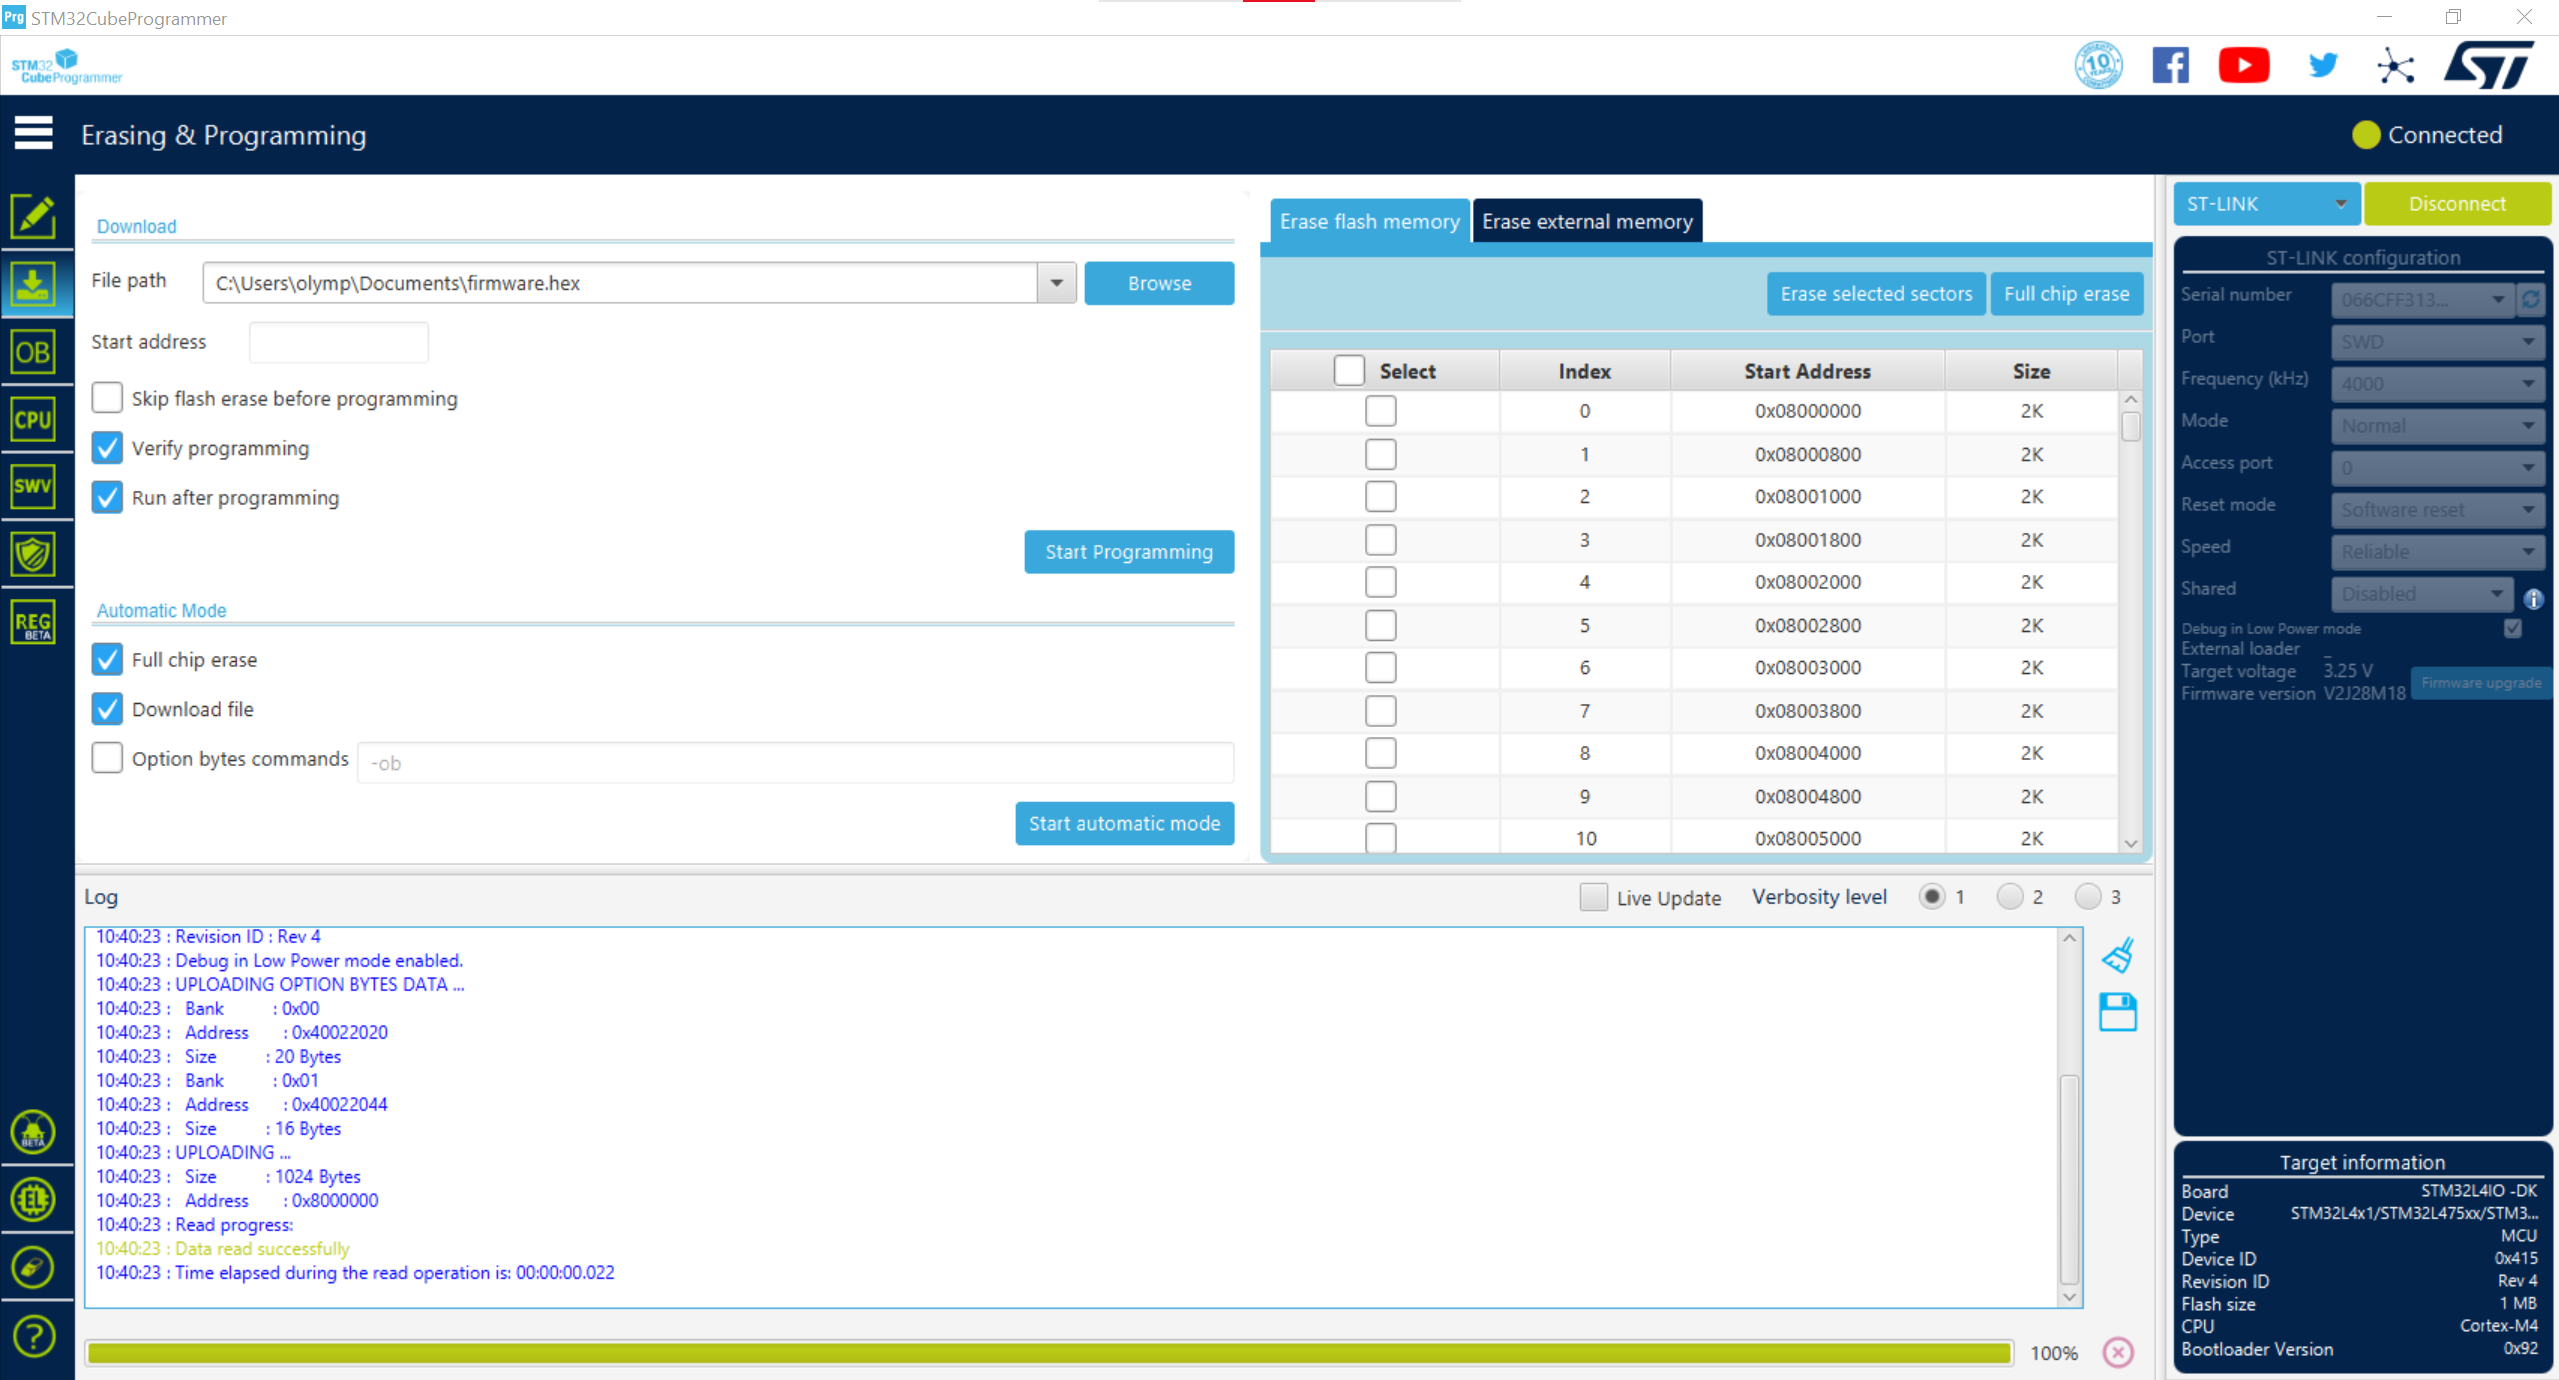 Prg STM32CubeProgrammer
STM32
CubeProgrammer
LONGEVITY 10 YEARS COMMITMENT
ST
Erasing & Programming
Connected
OB
CPU
SWV
REG
BETA
BETA
EL
?
Download
File path C:\Users\olymp\Documents\firmware.hex Browse
Start address
Skip flash erase before programming
Verify programming
Run after programming
Start Programming
Automatic Mode
Full chip erase
Download file
Option bytes commands -ob
Start automatic mode
Erase flash memory Erase external memory
Erase selected sectors Full chip erase
Select Index Start Address Size
0 0x08000000 2K
1 0x08000800 2K
2 0x08001000 2K
3 0x08001800 2K
4 0x08002000 2K
5 0x08002800 2K
6 0x08003000 2K
7 0x08003800 2K
8 0x08004000 2K
9 0x08004800 2K
10 0x08005000 2K
Log Live Update Verbosity level 1 2 3
10:40:23 : Revision ID : Rev 4
10:40:23 : Debug in Low Power mode enabled.
10:40:23 : UPLOADING OPTION BYTES DATA ...
10:40:23 : Bank : 0x00
10:40:23 : Address : 0x40022020
10:40:23 : Size : 20 Bytes
10:40:23 : Bank : 0x01
10:40:23 : Address : 0x40022044
10:40:23 : Size : 16 Bytes
10:40:23 : UPLOADING ...
10:40:23 : Size : 1024 Bytes
10:40:23 : Address : 0x8000000
10:40:23 : Read progress:
10:40:23 : Data read successfully
10:40:23 : Time elapsed during the read operation is: 00:00:00.022
100%
ST-LINK Disconnect
ST-LINK configuration
Serial number 066CFF313...
Port SWD
Frequency (kHz) 4000
Mode Normal
Access port 0
Reset mode Software reset
Speed Reliable
Shared Disabled
Debug in Low Power mode
External loader _
Target voltage 3.25 V
Firmware version V2J28M18 Firmware upgrade
Target information
Board STM32L4IO -DK
Device STM32L4x1/STM32L475xx/STM3...
Type MCU
Device ID 0x415
Revision ID Rev 4
Flash size 1 MB
CPU Cortex-M4
Bootloader Version 0x92